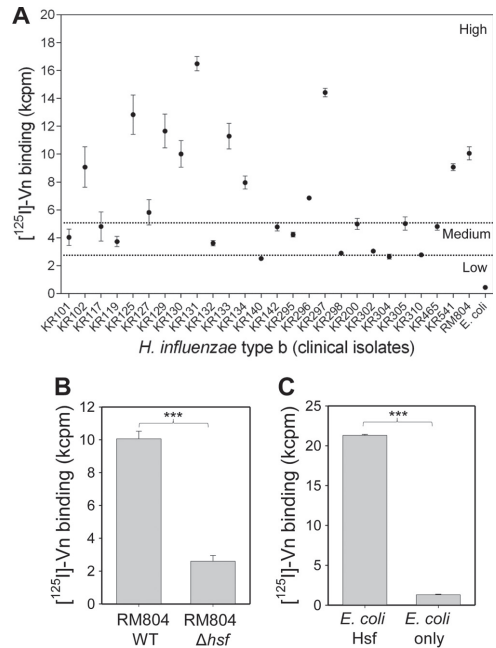 A
[125I]-Vn binding (kcpm)
20
18
16
14
12
10
8
6
4
2
0
High
Medium
Low
KR101
KR102
KR117
KR119
KR125
KR127
KR129
KR130
KR131
KR132
KR133
KR134
KR140
KR142
KR295
KR296
KR297
KR298
KR200
KR302
KR304
KR305
KR310
KR465
KR541
RM804
E. coli
H. influenzae type b (clinical isolates)
B
[125I]-Vn binding (kcpm)
12
10
8
6
4
2
0
***
RM804 WT
RM804 Δhsf
C
[125I]-Vn binding (kcpm)
25
20
15
10
5
0
***
E. coli Hsf
E. coli only